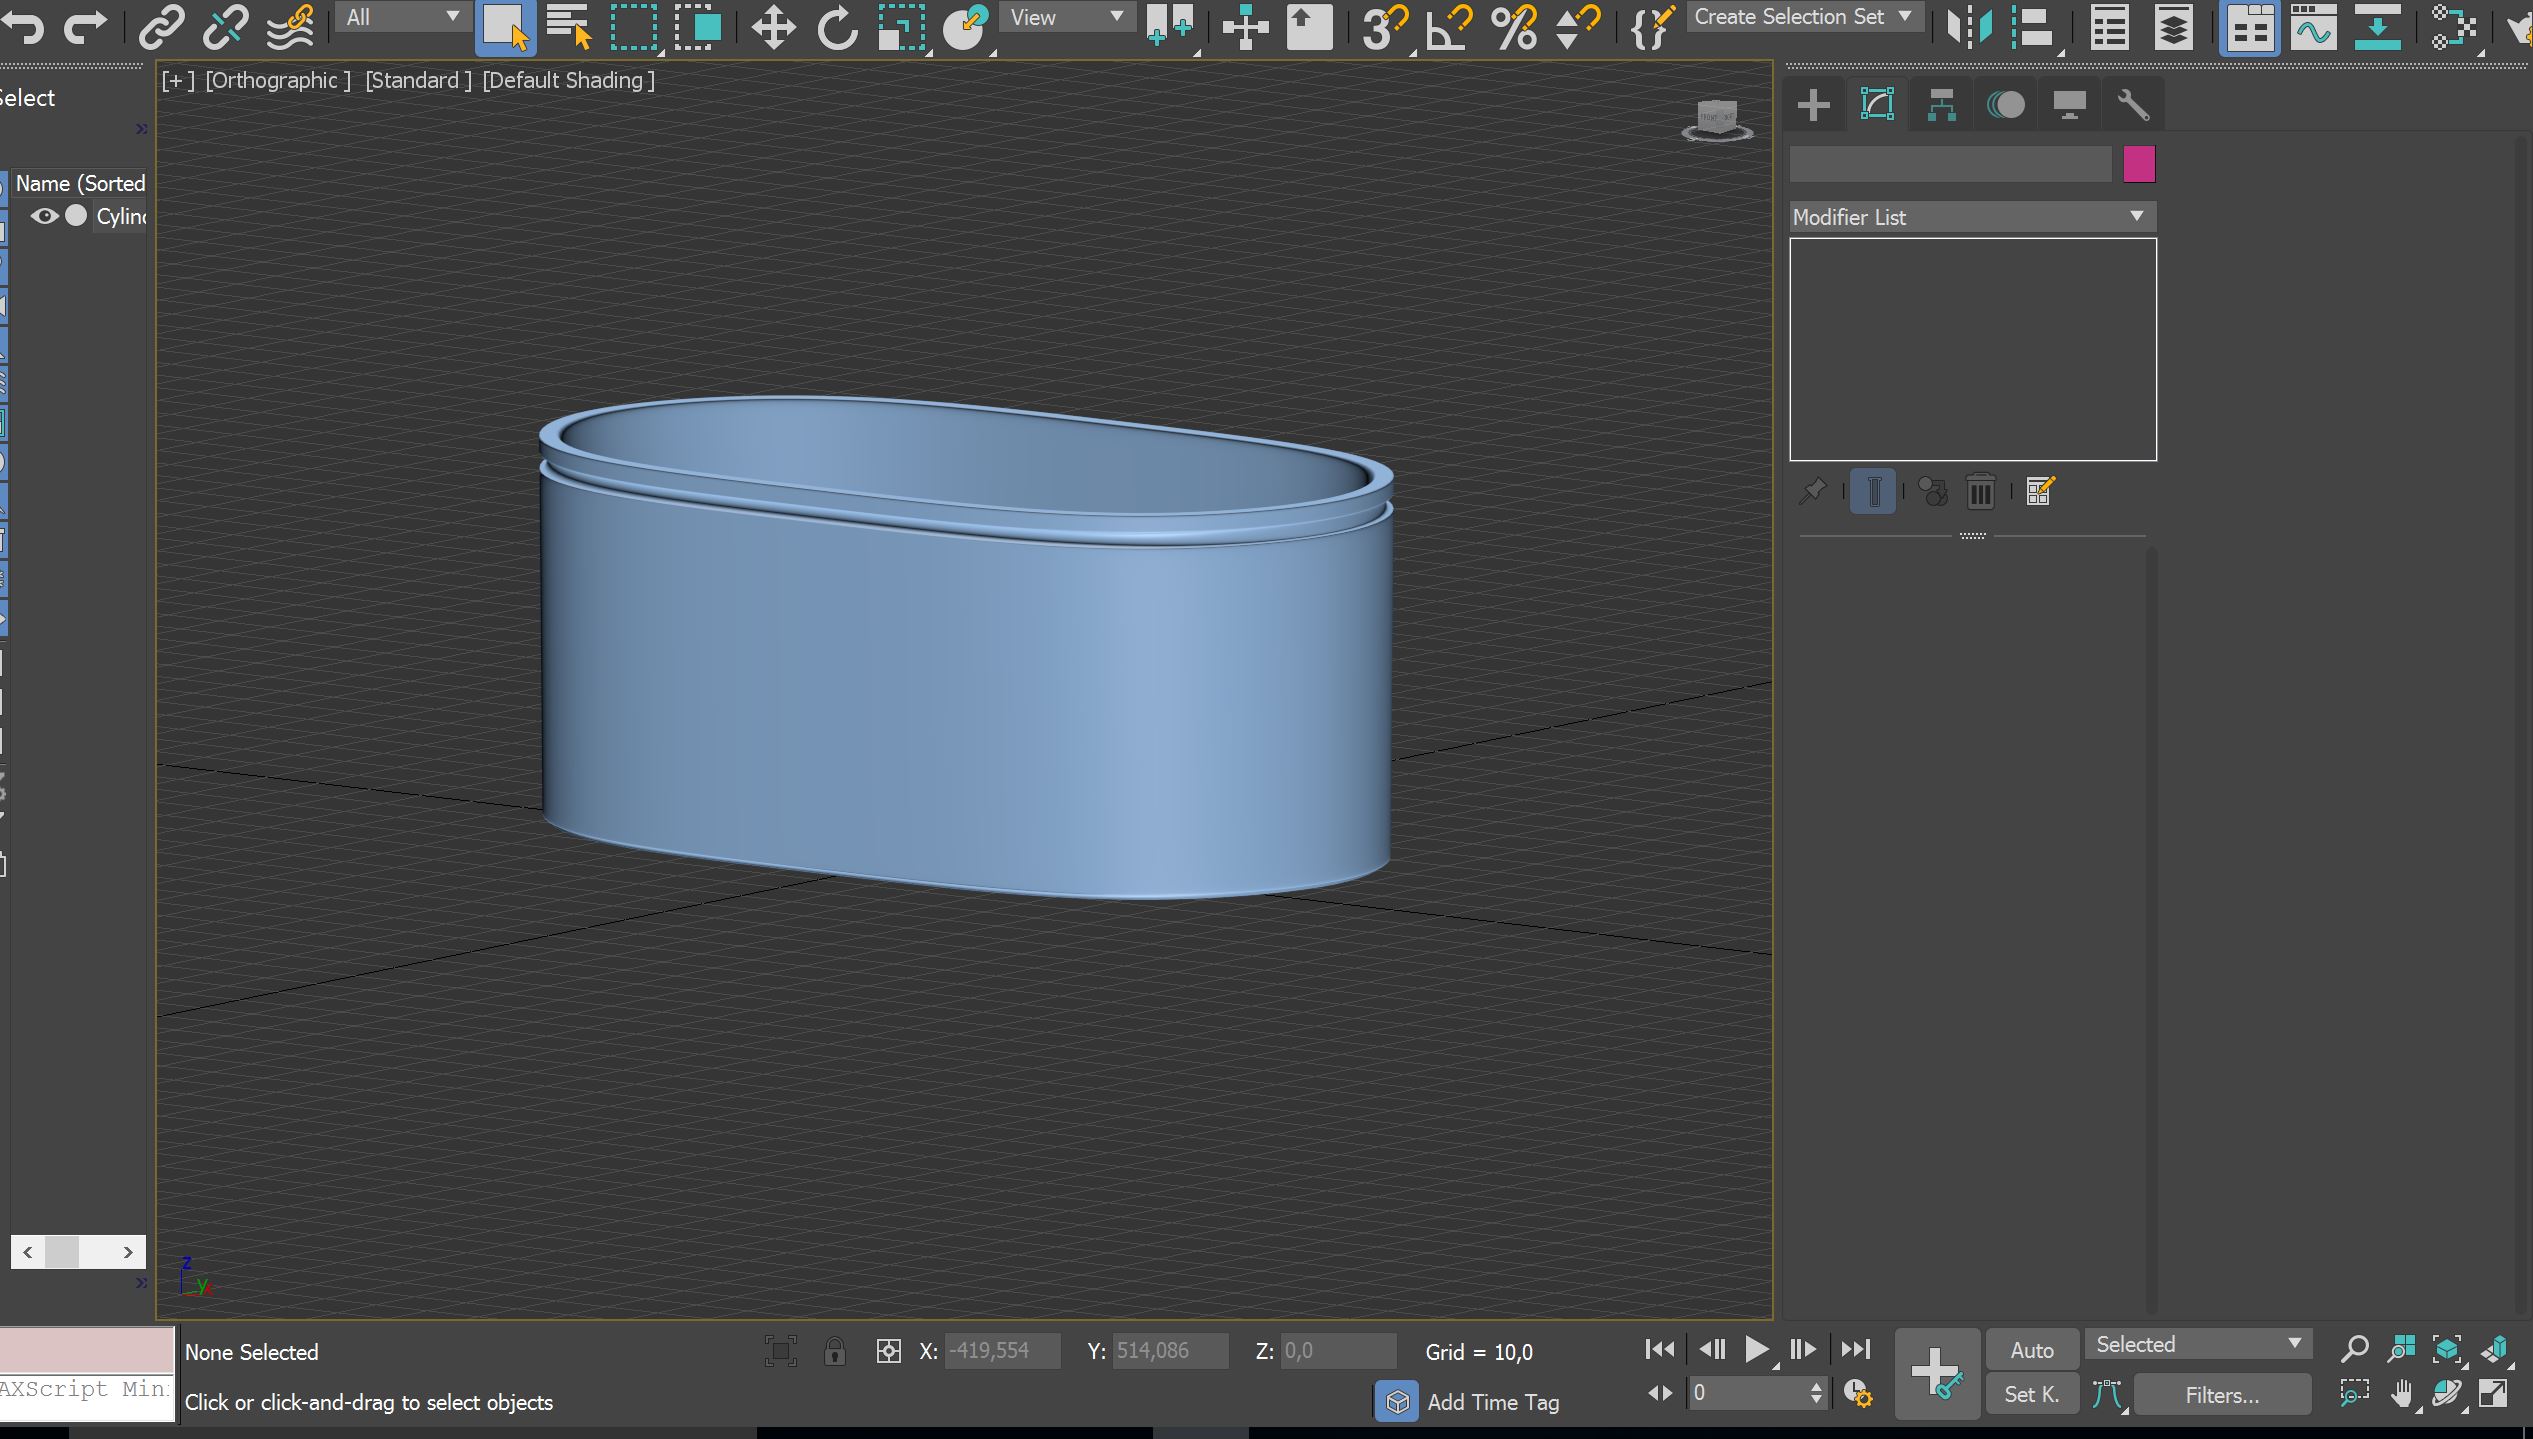 All
View
Create Selection Set
Select
[+] [Orthographic ] [Standard ] [Default Shading ]
Name (Sorted
Cylin
Modifier List
Z
y
x
AXScript Min
None Selected
Click or click-and-drag to select objects
X: -419,554
Y: 514,086
Z: 0,0
Grid = 10,0
Add Time Tag
0
Auto
Selected
Set K.
Filters...